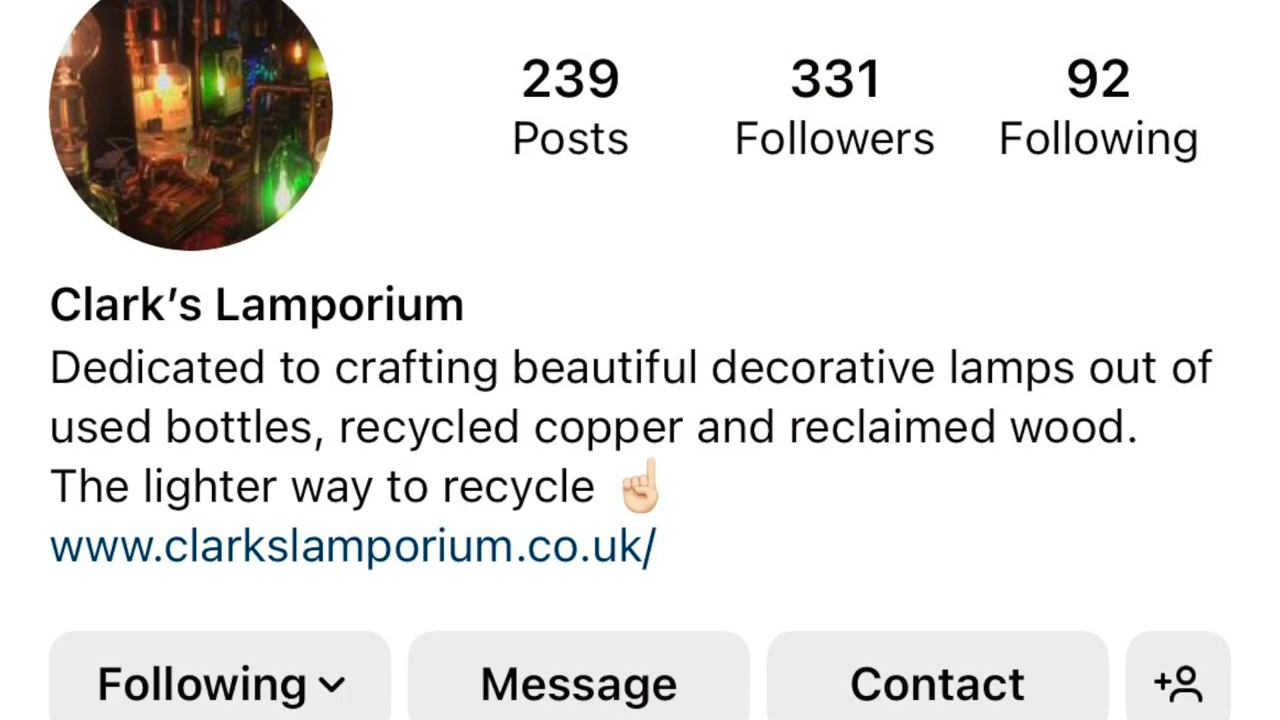 239 331 92
Posts Followers Following
Clark’s Lamporium
Dedicated to crafting beautiful decorative lamps out of
used bottles, recycled copper and reclaimed wood.
The lighter way to recycle ☝🏻
www.clarkslamporium.co.uk/
Following Message Contact